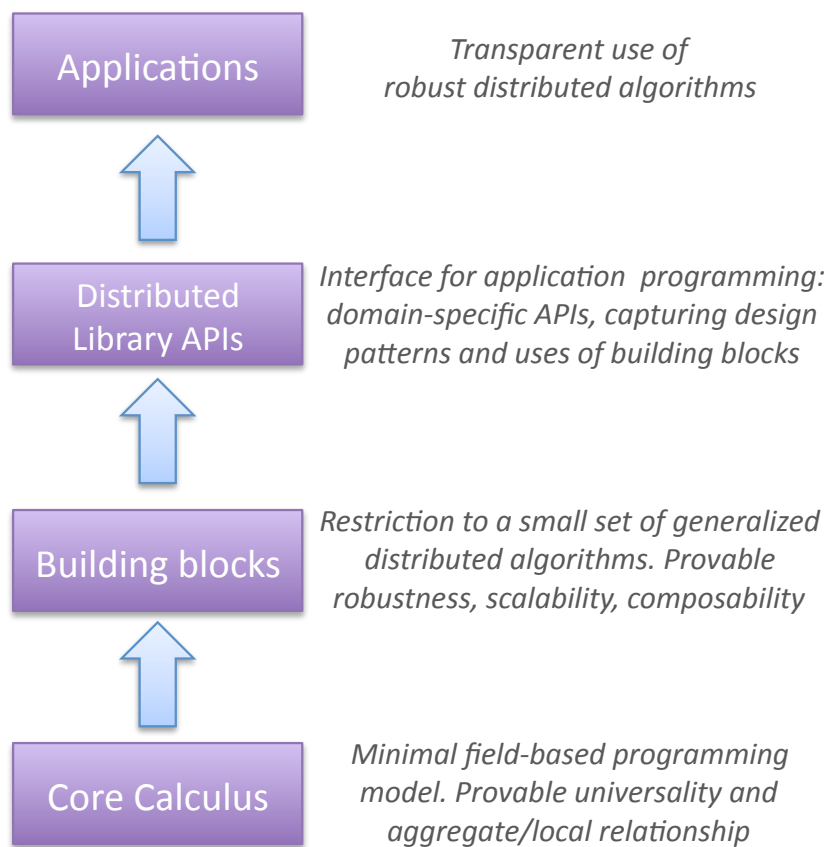 Applications
Transparent use of
robust distributed algorithms
Distributed
Library APIs
Interface for application programming:
domain-specific APIs, capturing design
patterns and uses of building blocks
Building blocks
Restriction to a small set of generalized
distributed algorithms. Provable
robustness, scalability, composability
Core Calculus
Minimal field-based programming
model. Provable universality and
aggregate/local relationship